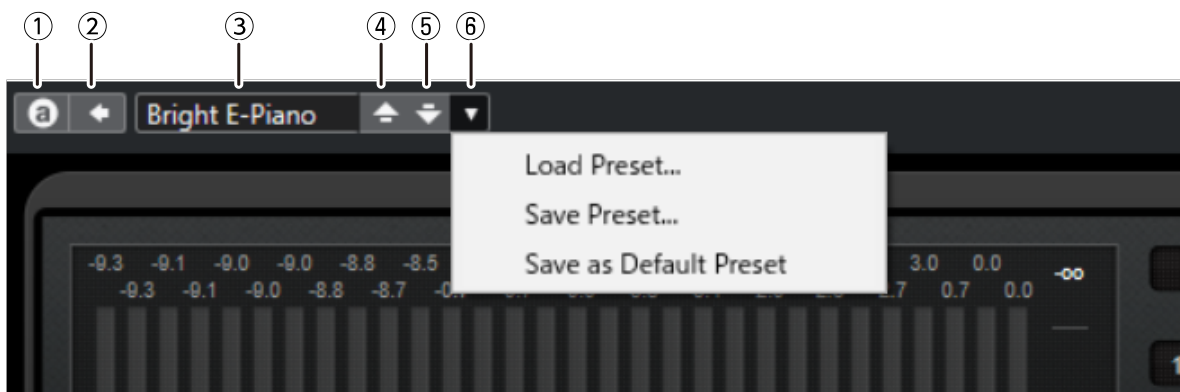 ① ② ③ ④ ⑤ ⑥
a Bright E-Piano
Load Preset...
Save Preset...
Save as Default Preset
-9.3 -9.1 -9.0 -9.0 -8.8 -8.5 3.0 0.0 -∞
-9.3 -9.1 -9.0 -8.8 -8.7 0.7 0.0